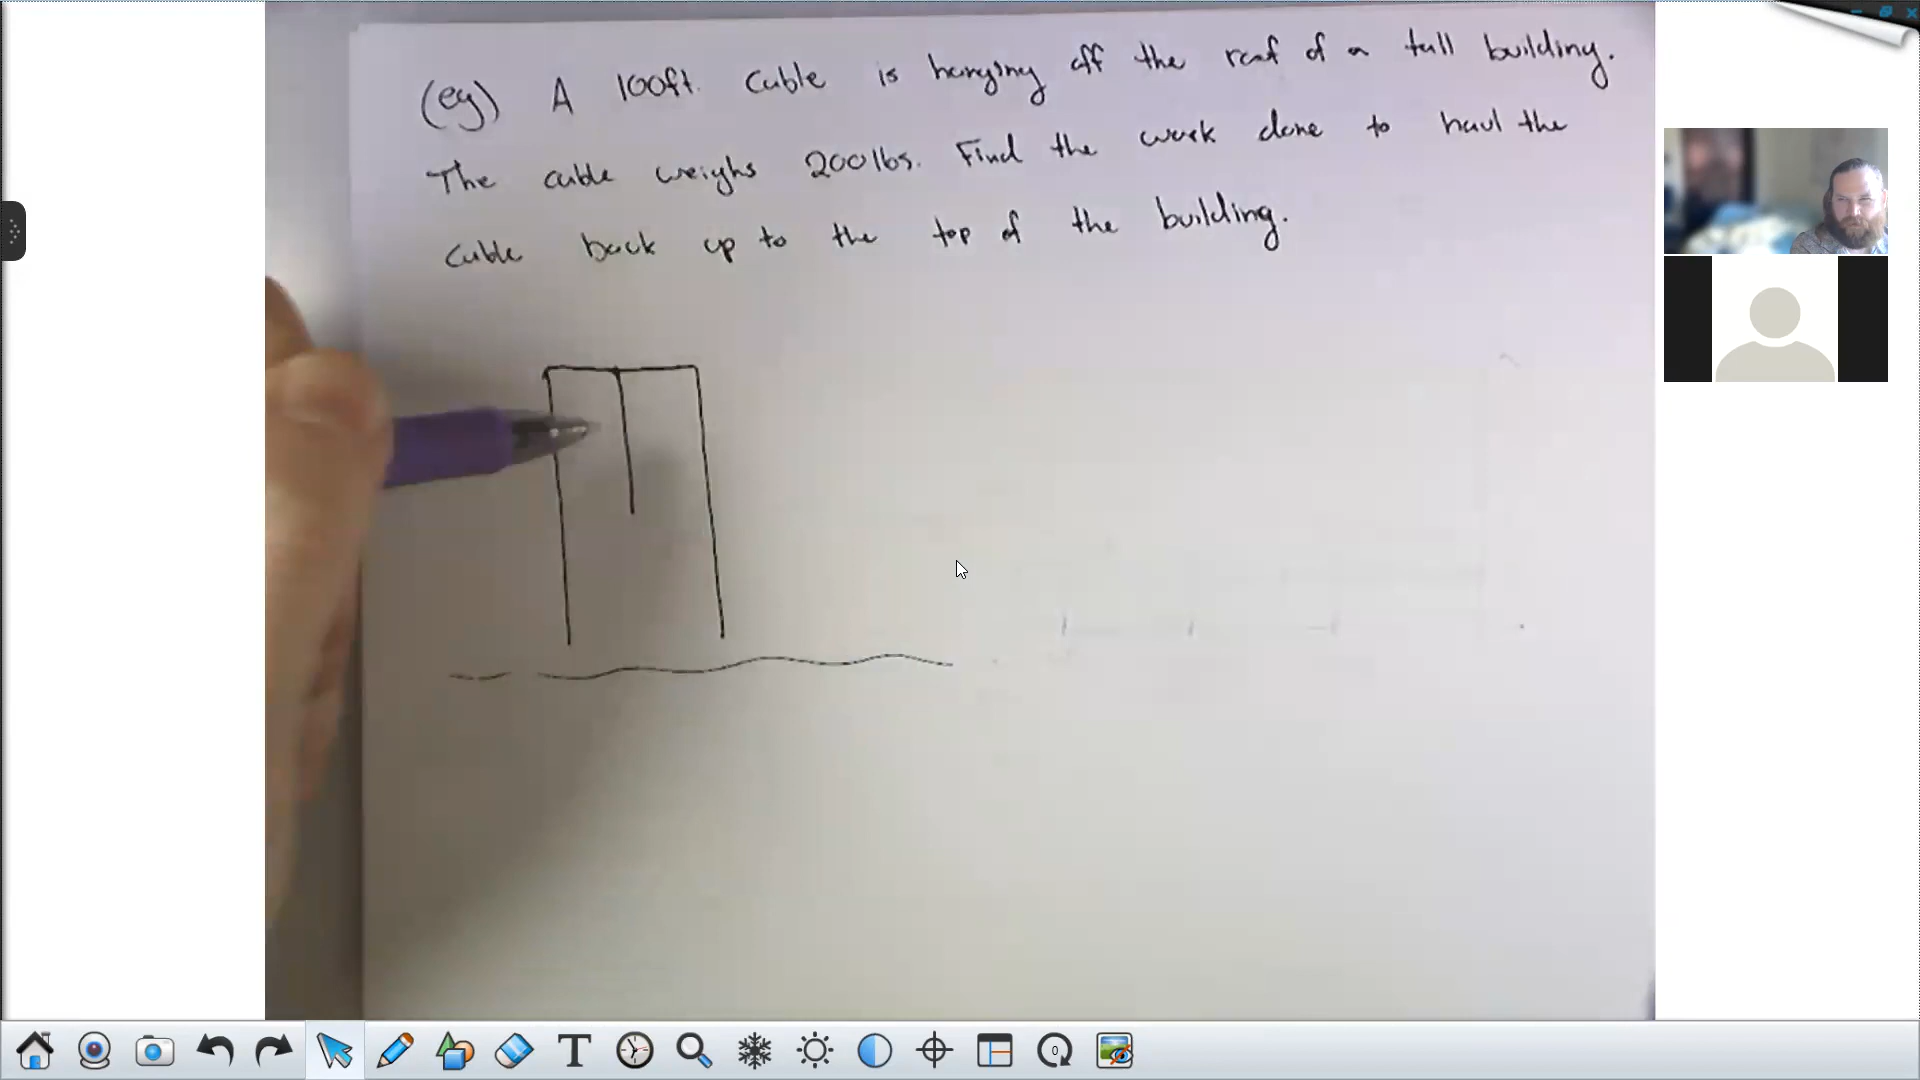 (eg) A 100ft. cable is hanging off the roof of a tall building.
The cable weighs 200lbs. Find the work done to haul the
cable back up to the top of the building.
T
0